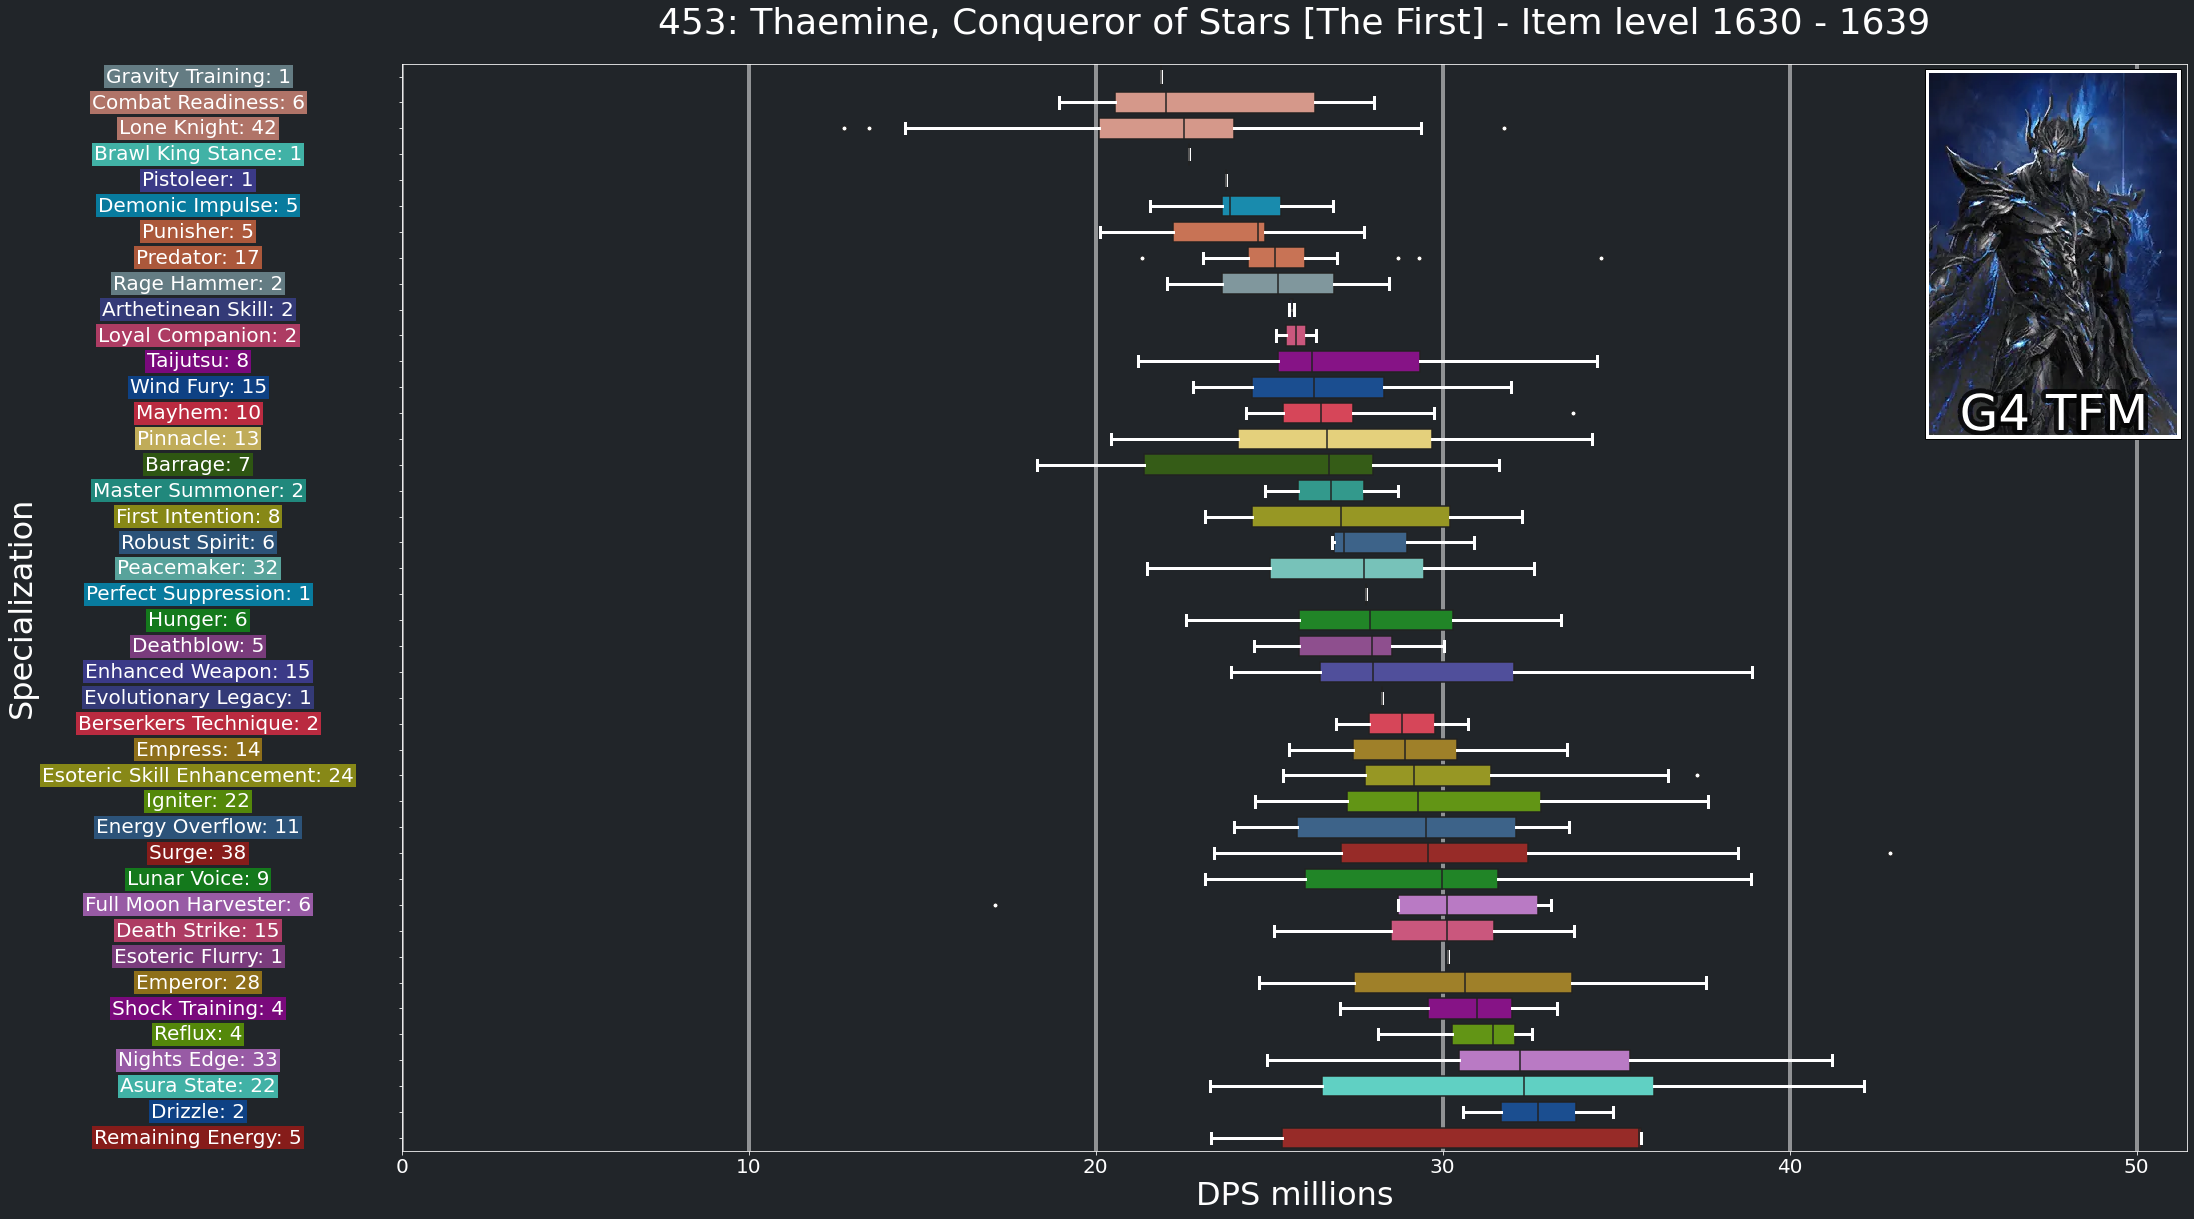 453: Thaemine, Conqueror of Stars [The First] - Item level 1630 - 1639
Gravity Training: 1
Combat Readiness: 6
Lone Knight: 42
Brawl King Stance: 1
Pistoleer: 1
Demonic Impulse: 5
Punisher: 5
Predator: 17
Rage Hammer: 2
Arthetinean Skill: 2
Loyal Companion: 2
Taijutsu: 8
Wind Fury: 15
Mayhem: 10
Pinnacle: 13
Barrage: 7
Master Summoner: 2
First Intention: 8
Robust Spirit: 6
Peacemaker: 32
Perfect Suppression: 1
Hunger: 6
Deathblow: 5
Enhanced Weapon: 15
Evolutionary Legacy: 1
Berserkers Technique: 2
Empress: 14
Esoteric Skill Enhancement: 24
Igniter: 22
Energy Overflow: 11
Surge: 38
Lunar Voice: 9
Full Moon Harvester: 6
Death Strike: 15
Esoteric Flurry: 1
Emperor: 28
Shock Training: 4
Reflux: 4
Nights Edge: 33
Asura State: 22
Drizzle: 2
Remaining Energy: 5
Specialization
G4 TFM
0 10 20 30 40 50
DPS millions